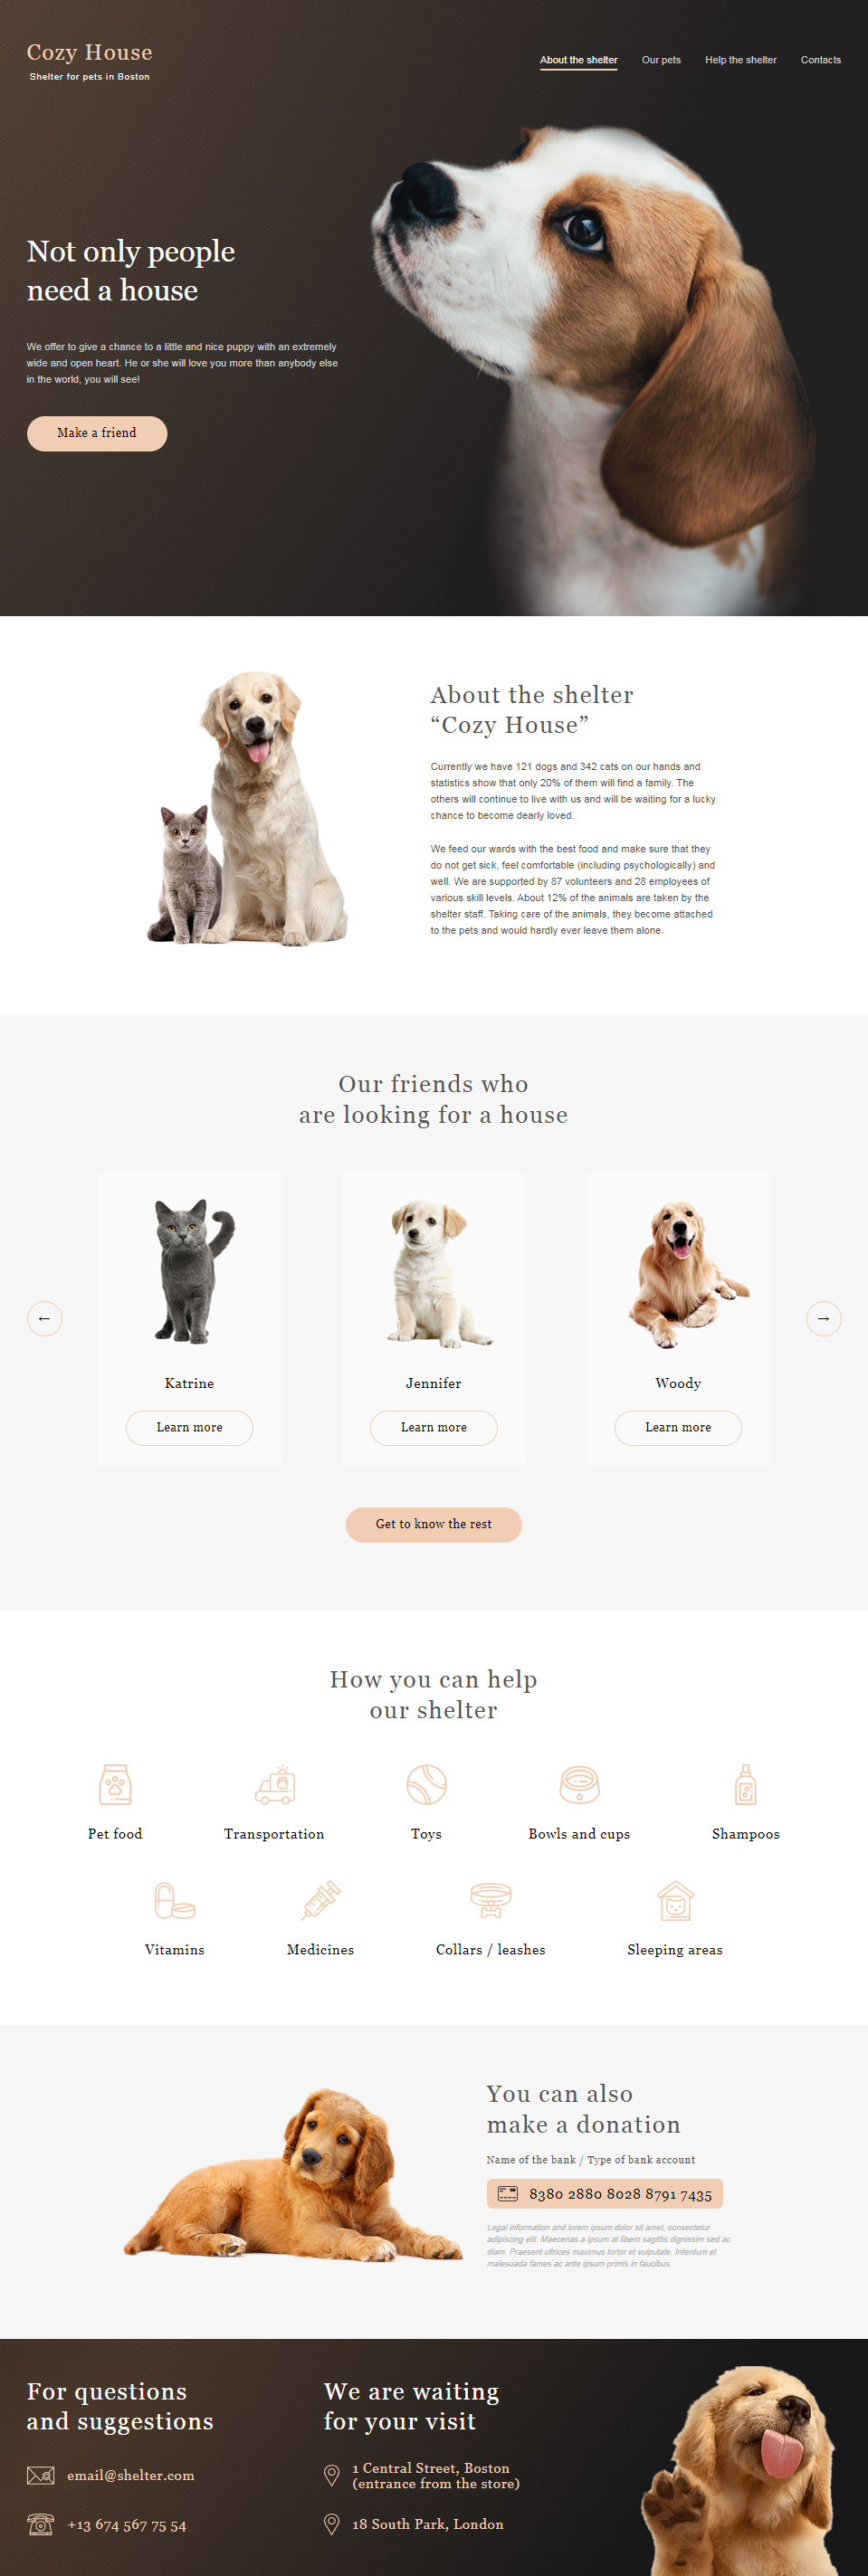 Cozy House
Shelter for pets in Boston
About the shelter
Our pets
Help the shelter
Contacts
Not only people
need a house
We offer to give a chance to a little and nice puppy with an extremely
wide and open heart. He or she will love you more than anybody else
in the world, you will see!
Make a friend
About the shelter
“Cozy House”
Currently we have 121 dogs and 342 cats on our hands and
statistics show that only 20% of them will find a family. The
others will continue to live with us and will be waiting for a lucky
chance to become dearly loved.
We feed our wards with the best food and make sure that they
do not get sick, feel comfortable (including psychologically) and
well. We are supported by 87 volunteers and 28 employees of
various skill levels. About 12% of the animals are taken by the
shelter staff. Taking care of the animals, they become attached
to the pets and would hardly ever leave them alone.
Our friends who
are looking for a house
←
→
Katrine
Learn more
Jennifer
Learn more
Woody
Learn more
Get to know the rest
How you can help
our shelter
Pet food
Transportation
Toys
Bowls and cups
Shampoos
Vitamins
Medicines
Collars / leashes
Sleeping areas
You can also
make a donation
Name of the bank / Type of bank account
8380 2880 8028 8791 7435
Legal information and lorem ipsum dolor sit amet, consectetur
adipiscing elit. Maecenas a ipsum at libero sagittis dignissim sed ac
diam. Praesent ultrices maximus tortor et vulputate. Interdum et
malesuada fames ac ante ipsum primis in faucibus.
For questions
and suggestions
email@shelter.com
+13 674 567 75 54
We are waiting
for your visit
1 Central Street, Boston
(entrance from the store)
18 South Park, London